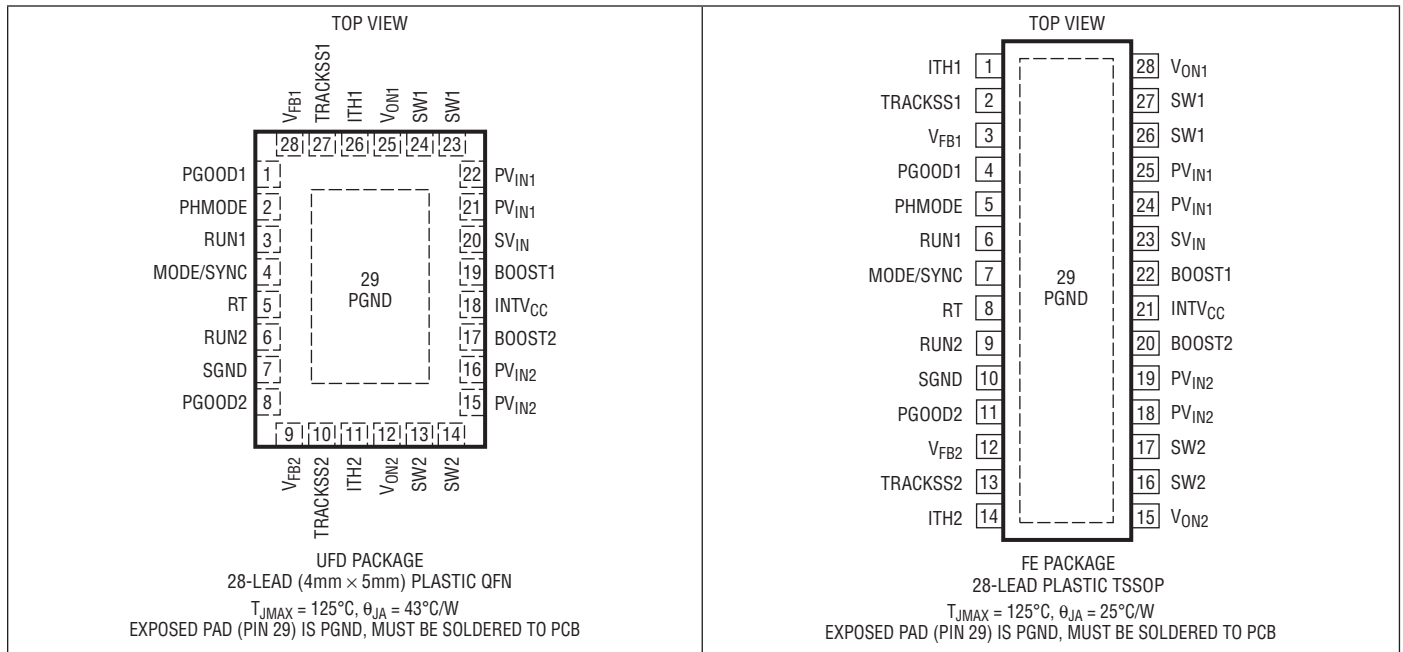 TOP VIEW
VFB1
TRACKSS1
ITH1
VON1
SW1
SW1
28 27 26 25 24 23
PGOOD1 1
PHMODE 2
RUN1 3
MODE/SYNC 4
RT 5
RUN2 6
SGND 7
PGOOD2 8
22 PVIN1
21 PVIN1
20 SVIN
19 BOOST1
18 INTVCC
17 BOOST2
16 PVIN2
15 PVIN2
29
PGND
9 10 11 12 13 14
VFB2
TRACKSS2
ITH2
VON2
SW2
SW2
UFD PACKAGE
28-LEAD (4mm × 5mm) PLASTIC QFN
TJMAX = 125°C, θJA = 43°C/W
EXPOSED PAD (PIN 29) IS PGND, MUST BE SOLDERED TO PCB
TOP VIEW
ITH1 1
TRACKSS1 2
VFB1 3
PGOOD1 4
PHMODE 5
RUN1 6
MODE/SYNC 7
RT 8
RUN2 9
SGND 10
PGOOD2 11
VFB2 12
TRACKSS2 13
ITH2 14
29
PGND
28 VON1
27 SW1
26 SW1
25 PVIN1
24 PVIN1
23 SVIN
22 BOOST1
21 INTVCC
20 BOOST2
19 PVIN2
18 PVIN2
17 SW2
16 SW2
15 VON2
FE PACKAGE
28-LEAD PLASTIC TSSOP
TJMAX = 125°C, θJA = 25°C/W
EXPOSED PAD (PIN 29) IS PGND, MUST BE SOLDERED TO PCB